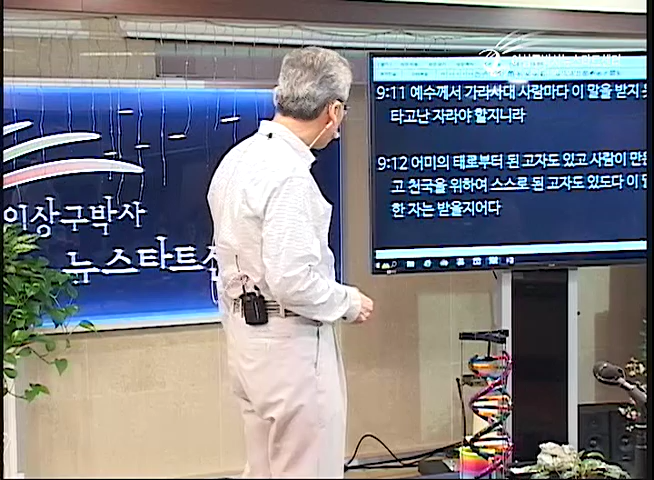 이상구박사
뉴스타트센
9:11 예수께서 가라사대 사람마다 이 말을 받지 못
타고난 자라야 할지니라
9:12 어미의 태로부터 된 고자도 있고 사람이 만든
고 천국을 위하여 스스로 된 고자도 있도다 이 말
한 자는 받을지어다